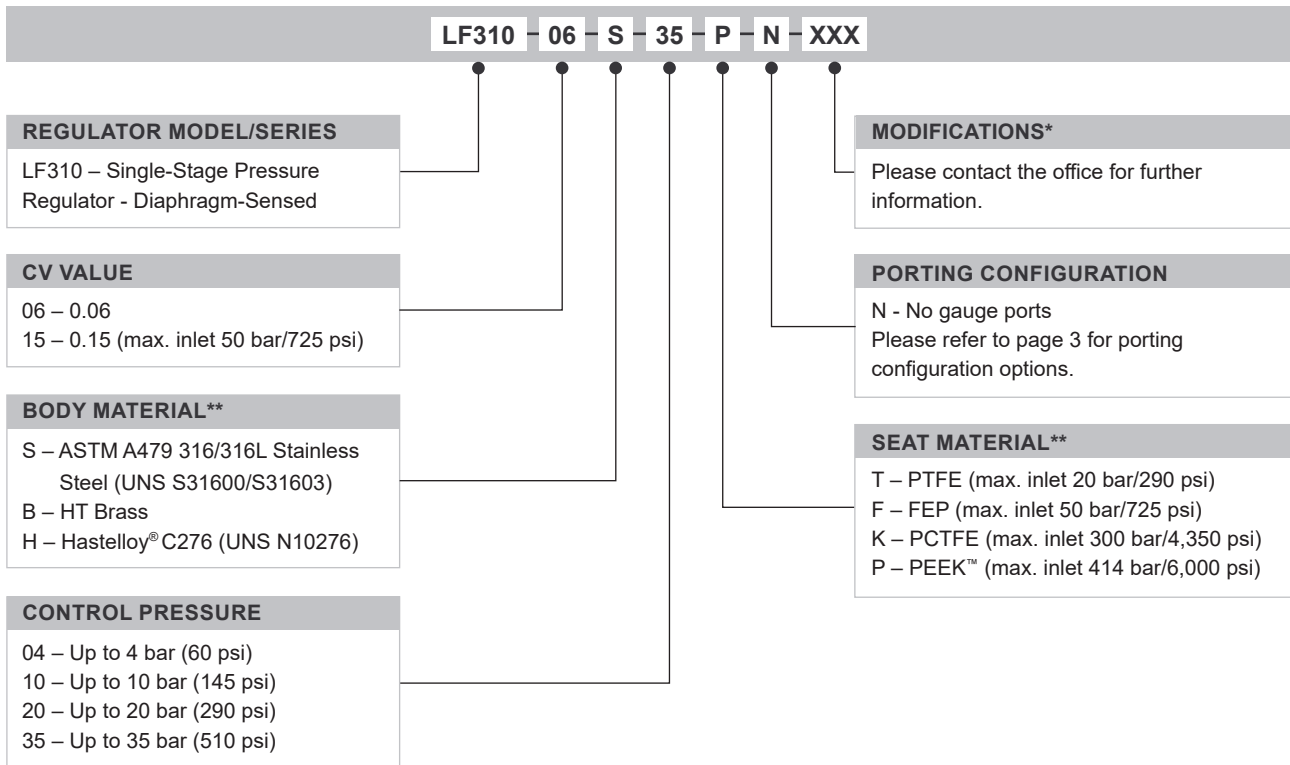 LF310 - 06 - S - 35 - P - N - XXX
REGULATOR MODEL/SERIES
LF310 – Single-Stage Pressure
Regulator - Diaphragm-Sensed
CV VALUE
06 – 0.06
15 – 0.15 (max. inlet 50 bar/725 psi)
BODY MATERIAL**
S – ASTM A479 316/316L Stainless
Steel (UNS S31600/S31603)
B – HT Brass
H – Hastelloy® C276 (UNS N10276)
CONTROL PRESSURE
04 – Up to 4 bar (60 psi)
10 – Up to 10 bar (145 psi)
20 – Up to 20 bar (290 psi)
35 – Up to 35 bar (510 psi)
MODIFICATIONS*
Please contact the office for further
information.
PORTING CONFIGURATION
N - No gauge ports
Please refer to page 3 for porting
configuration options.
SEAT MATERIAL**
T – PTFE (max. inlet 20 bar/290 psi)
F – FEP (max. inlet 50 bar/725 psi)
K – PCTFE (max. inlet 300 bar/4,350 psi)
P – PEEK™ (max. inlet 414 bar/6,000 psi)